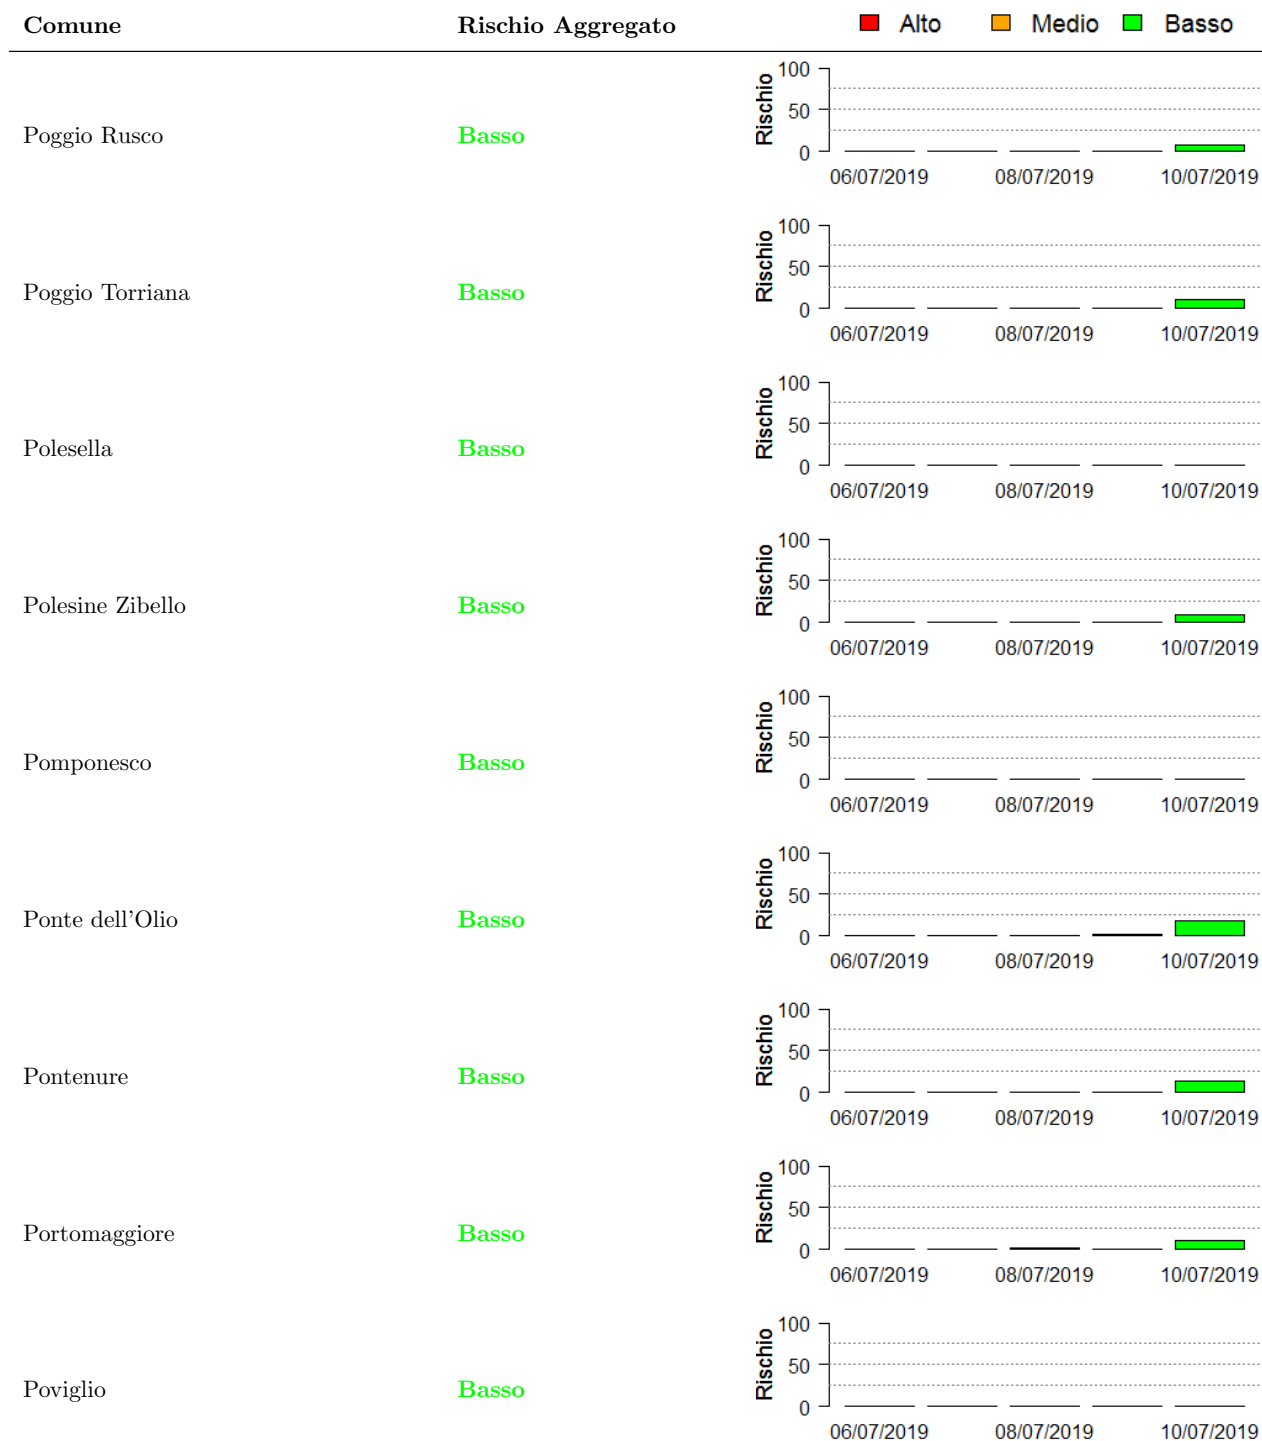 Comune Rischio Aggregato Alto Medio Basso
100
50
0
Rischio
Poggio Rusco Basso
06/07/2019 08/07/2019 10/07/2019
100
50
0
Rischio
Poggio Torriana Basso
06/07/2019 08/07/2019 10/07/2019
100
50
0
Rischio
Polesella Basso
06/07/2019 08/07/2019 10/07/2019
100
50
0
Rischio
Polesine Zibello Basso
06/07/2019 08/07/2019 10/07/2019
100
50
0
Rischio
Pomponesco Basso
06/07/2019 08/07/2019 10/07/2019
100
50
0
Rischio
Ponte dell'Olio Basso
06/07/2019 08/07/2019 10/07/2019
100
50
0
Rischio
Pontenure Basso
06/07/2019 08/07/2019 10/07/2019
100
50
0
Rischio
Portomaggiore Basso
06/07/2019 08/07/2019 10/07/2019
100
50
0
Rischio
Poviglio Basso
06/07/2019 08/07/2019 10/07/2019